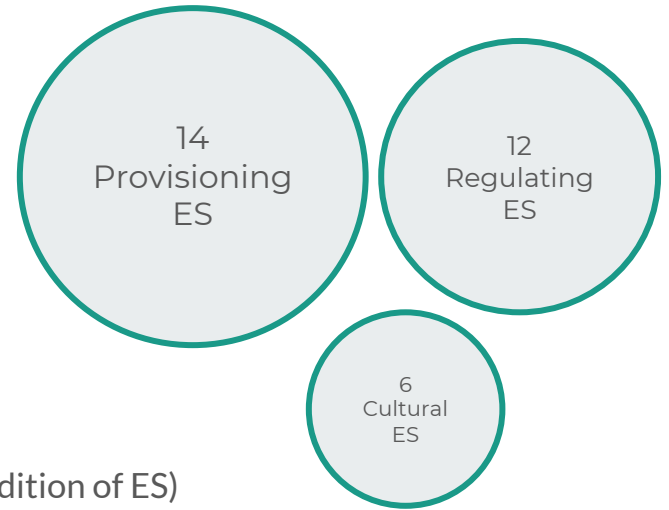 14
Provisioning
ES
12
Regulating
ES
6
Cultural
ES
dition of ES)